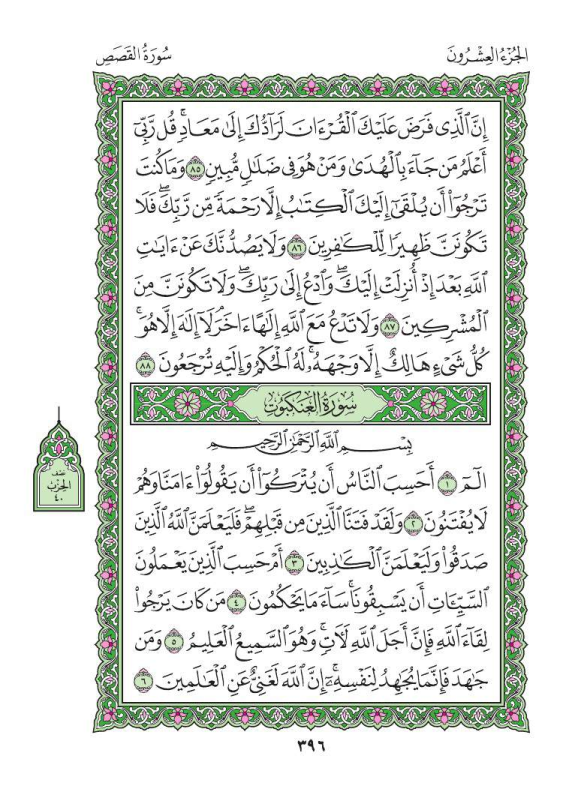 الجُزْءُ العِشْرُونَ
سُورَةُ القَصَصِ
إِنَّ ٱلَّذِى فَرَضَ عَلَيْكَ ٱلْقُرْءَانَ لَرَآدُّكَ إِلَىٰ مَعَادٍۚ قُل رَّبِّىٓ
أَعْلَمُ مَن جَآءَ بِٱلْهُدَىٰ وَمَنْ هُوَ فِى ضَلَٰلٍ مُّبِينٍ ٨٥ وَمَا كُنتَ
تَرْجُوٓا۟ أَن يُلْقَىٰٓ إِلَيْكَ ٱلْكِتَٰبُ إِلَّا رَحْمَةً مِّن رَّبِّكَۖ فَلَا
تَكُونَنَّ ظَهِيرًا لِّلْكَٰفِرِينَ ٨٦ وَلَا يَصُدُّنَّكَ عَنْ ءَايَٰتِ
ٱللَّهِ بَعْدَ إِذْ أُنزِلَتْ إِلَيْكَۖ وَٱدْعُ إِلَىٰ رَبِّكَۖ وَلَا تَكُونَنَّ مِنَ
ٱلْمُشْرِكِينَ ٨٧ وَلَا تَدْعُ مَعَ ٱللَّهِ إِلَٰهًا ءَاخَرَۘ لَآ إِلَٰهَ إِلَّا هُوَۚ
كُلُّ شَىْءٍ هَالِكٌ إِلَّا وَجْهَهُۥۚ لَهُ ٱلْحُكْمُ وَإِلَيْهِ تُرْجَعُونَ ٨٨
سُورَةُ العَنكَبُوتِ
بِسْمِ ٱللَّهِ ٱلرَّحْمَٰنِ ٱلرَّحِيمِ
الٓمٓ ١ أَحَسِبَ ٱلنَّاسُ أَن يُتْرَكُوٓا۟ أَن يَقُولُوٓا۟ ءَامَنَّا وَهُمْ
لَا يُفْتَنُونَ ٢ وَلَقَدْ فَتَنَّا ٱلَّذِينَ مِن قَبْلِهِمْۖ فَلَيَعْلَمَنَّ ٱللَّهُ ٱلَّذِينَ
صَدَقُوا۟ وَلَيَعْلَمَنَّ ٱلْكَٰذِبِينَ ٣ أَمْ حَسِبَ ٱلَّذِينَ يَعْمَلُونَ
ٱلسَّيِّـَٔاتِ أَن يَسْبِقُونَاۚ سَآءَ مَا يَحْكُمُونَ ٤ مَن كَانَ يَرْجُوا۟
لِقَآءَ ٱللَّهِ فَإِنَّ أَجَلَ ٱللَّهِ لَءَاتٍۚ وَهُوَ ٱلسَّمِيعُ ٱلْعَلِيمُ ٥ وَمَن
جَٰهَدَ فَإِنَّمَا يُجَٰهِدُ لِنَفْسِهِۦٓۚ إِنَّ ٱللَّهَ لَغَنِىٌّ عَنِ ٱلْعَٰلَمِينَ ٦
نصف
الحزب
٤٠
٣٩٦